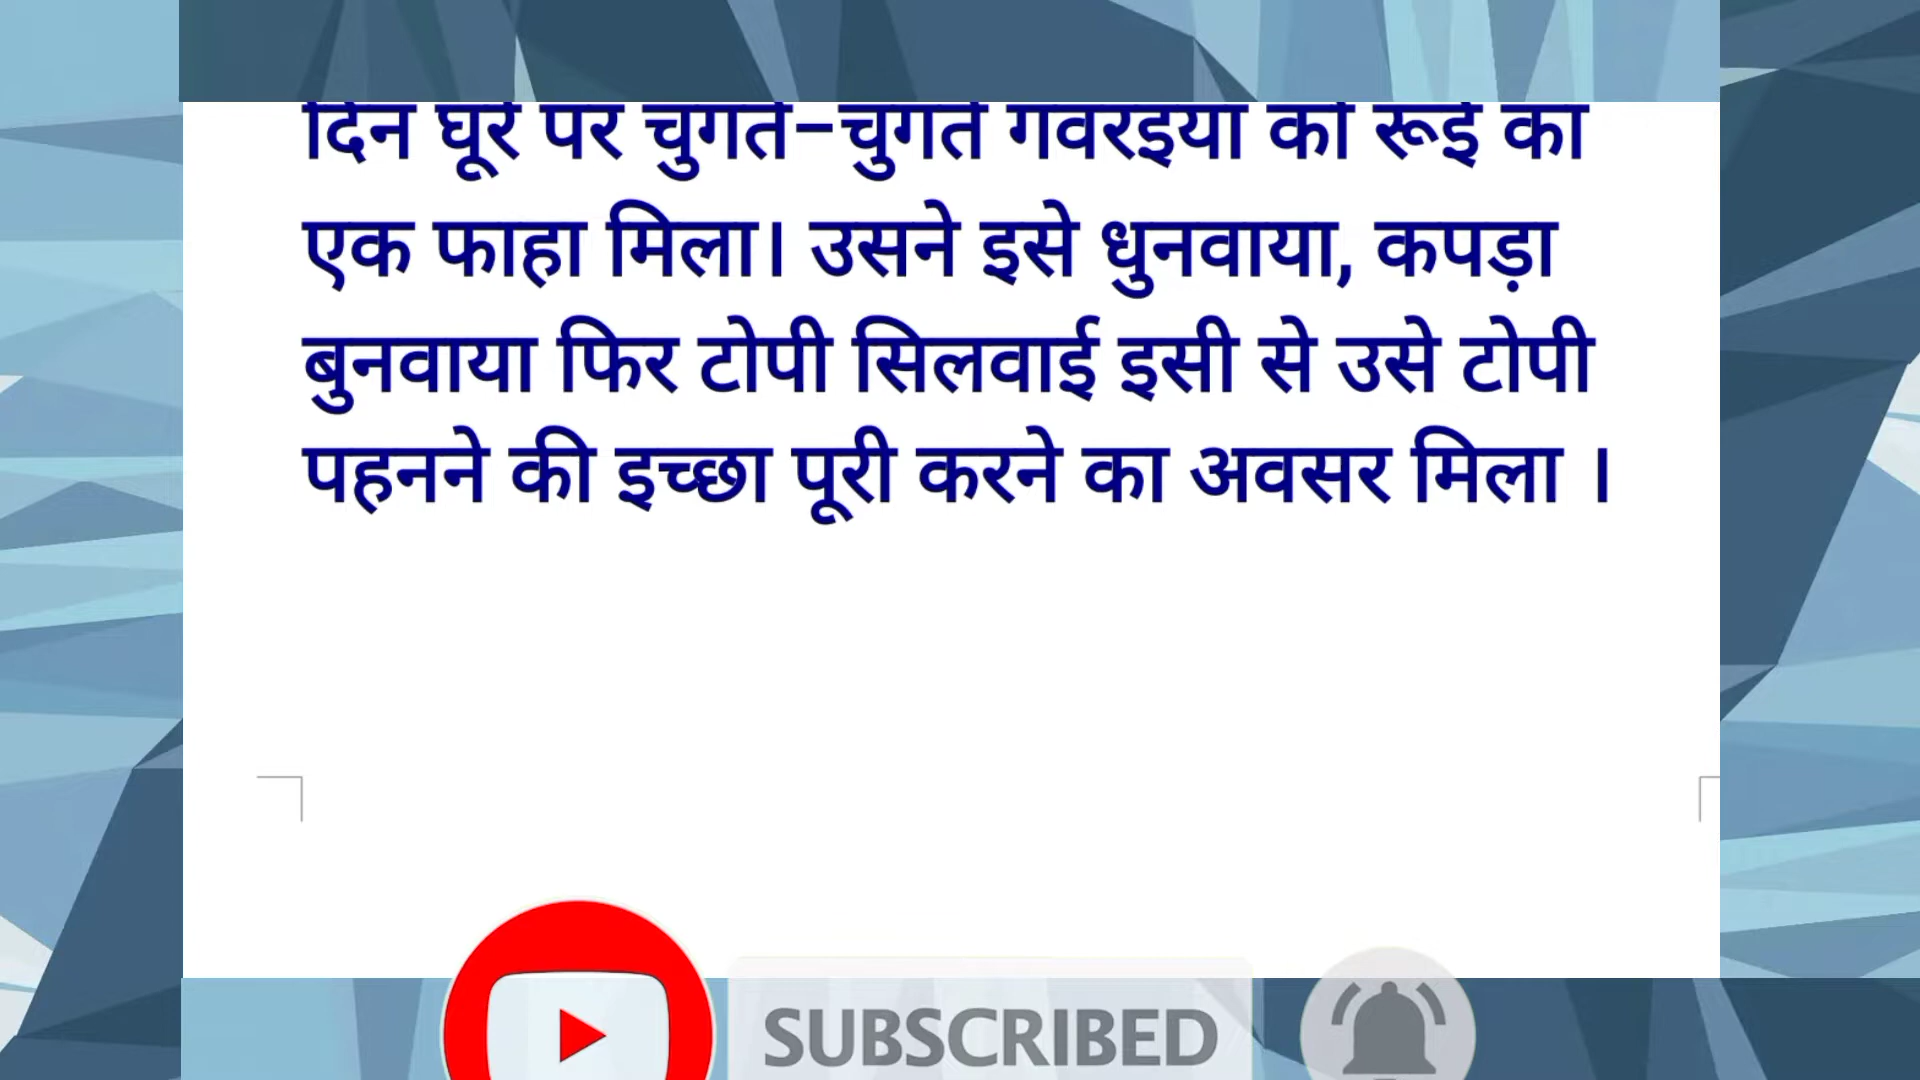 दिन घूरे पर चुगते-चुगते गवरइया को रूई का
एक फाहा मिला। उसने इसे धुनवाया, कपड़ा
बुनवाया फिर टोपी सिलवाई इसी से उसे टोपी
पहनने की इच्छा पूरी करने का अवसर मिला ।
SUBSCRIBED